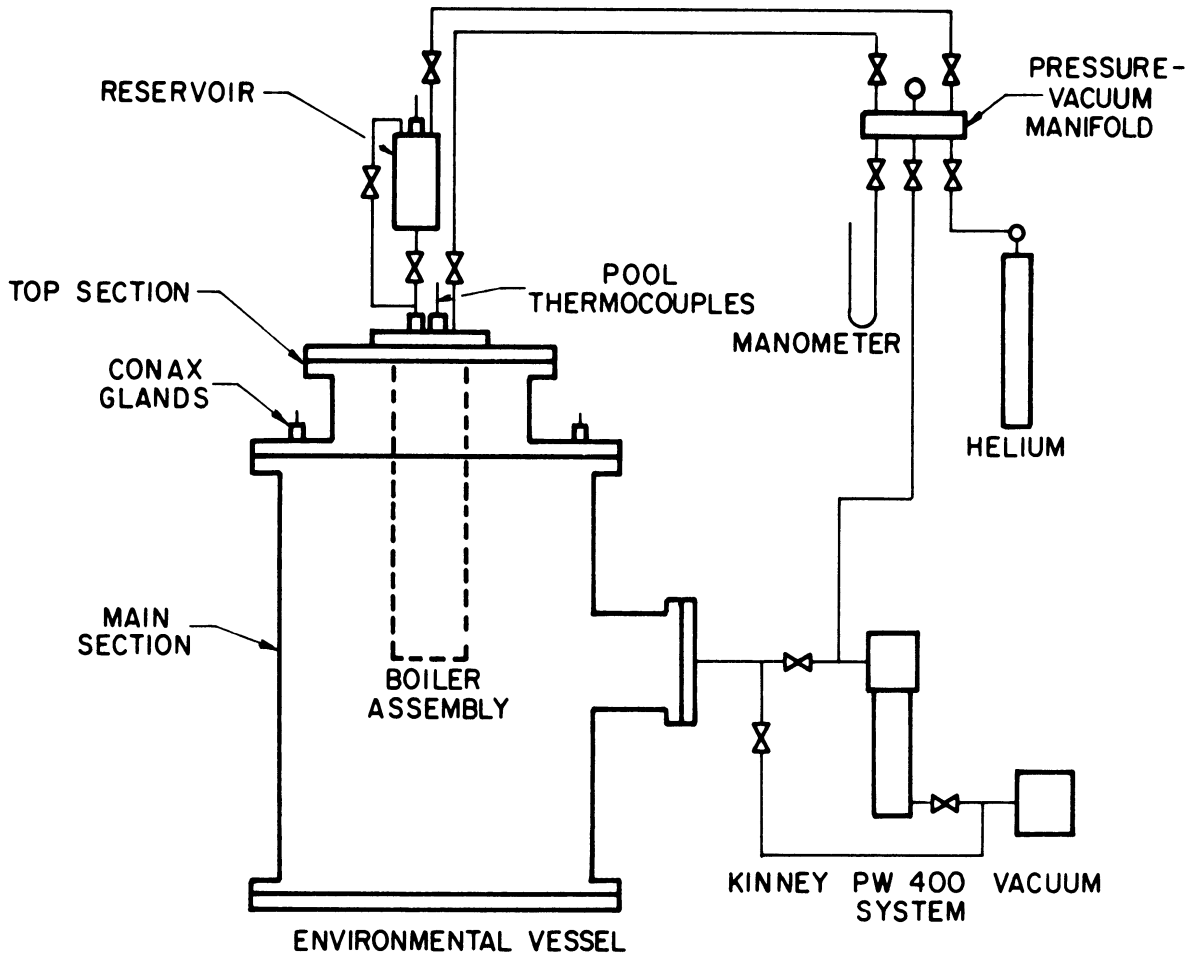 RESERVOIR
PRESSURE-
VACUUM
MANIFOLD
TOP SECTION
POOL
THERMOCOUPLES
MANOMETER
CONAX
GLANDS
HELIUM
MAIN
SECTION
BOILER
ASSEMBLY
KINNEY PW 400 VACUUM
SYSTEM
ENVIRONMENTAL VESSEL